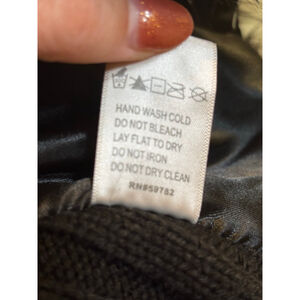 HAND WASH COLD
DO NOT BLEACH
LAY FLAT TO DRY
DO NOT IRON
DO NOT DRY CLEAN
RN#59782